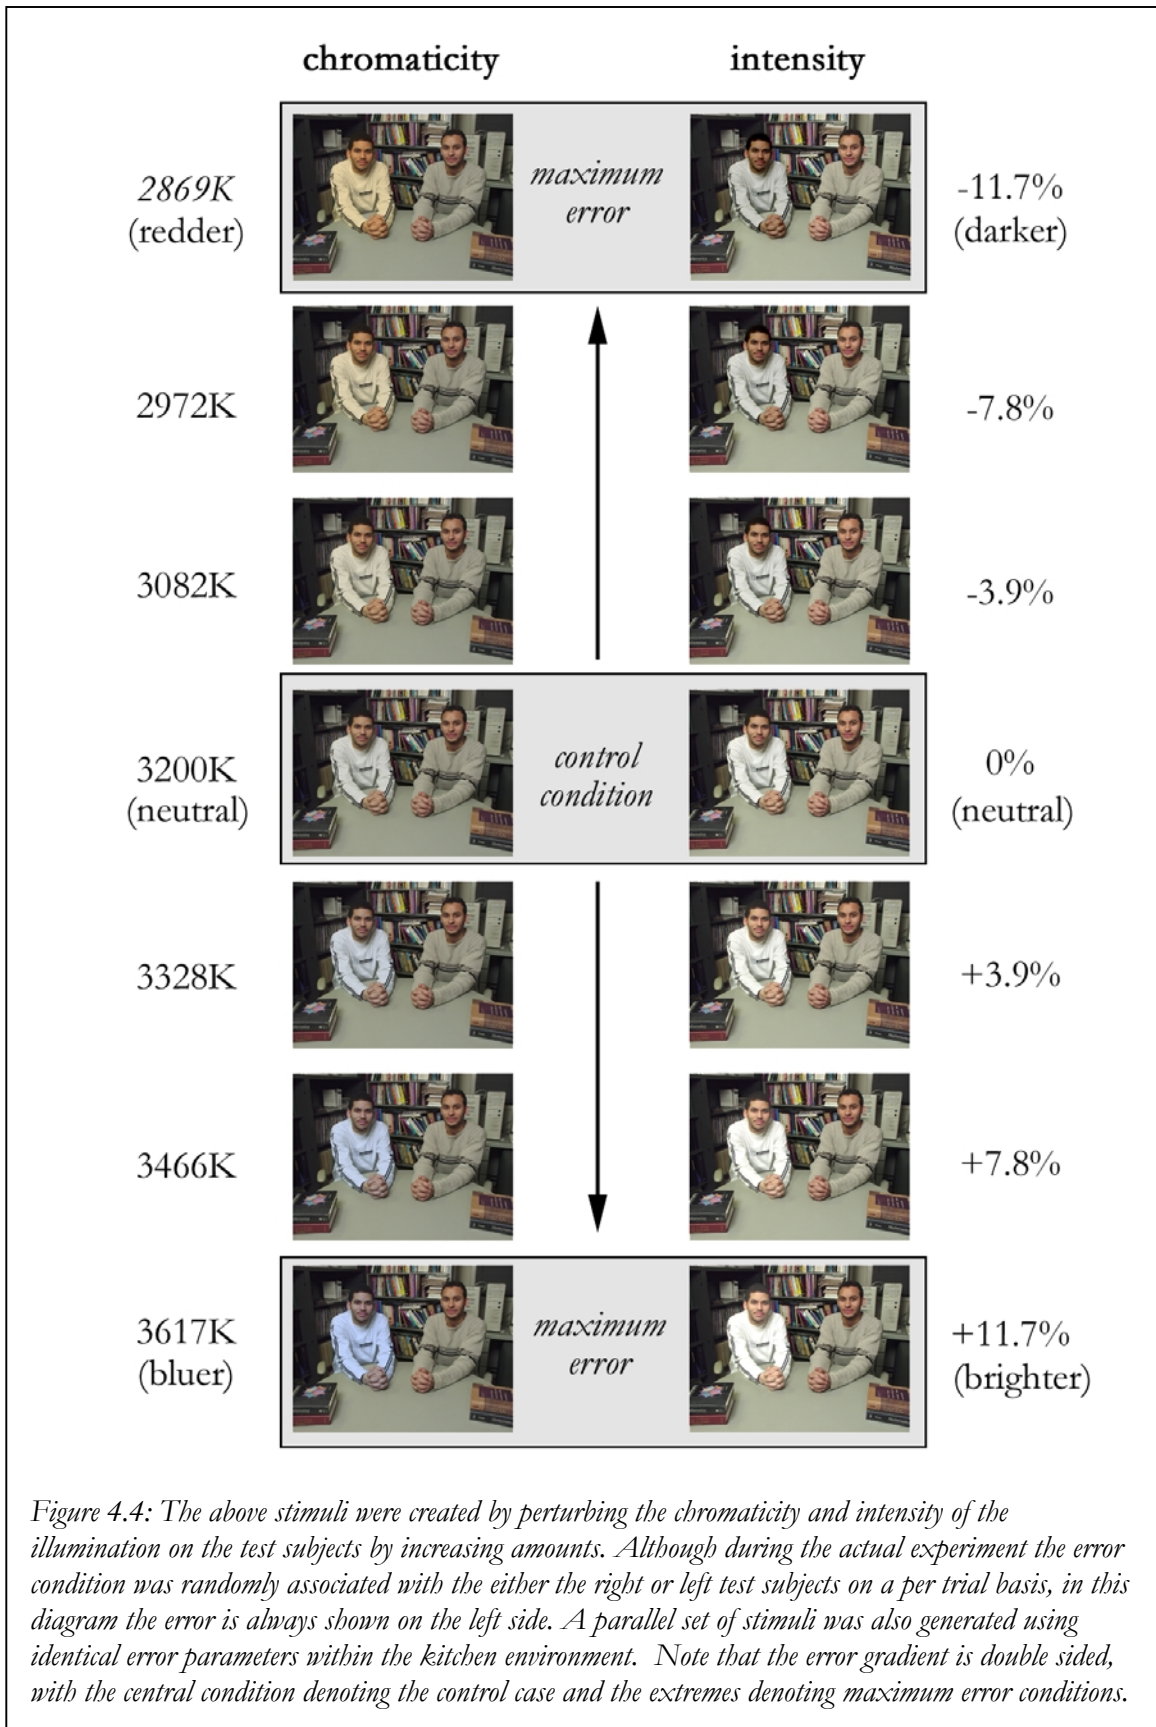 chromaticity
intensity
2869K
(redder)
maximum
error
-11.7%
(darker)
2972K
-7.8%
3082K
-3.9%
3200K
(neutral)
control
condition
0%
(neutral)
3328K
+3.9%
3466K
+7.8%
3617K
(bluer)
maximum
error
+11.7%
(brighter)
Figure 4.4: The above stimuli were created by perturbing the chromaticity and intensity of the
illumination on the test subjects by increasing amounts. Although during the actual experiment the error
condition was randomly associated with the either the right or left test subjects on a per trial basis, in this
diagram the error is always shown on the left side. A parallel set of stimuli was also generated using
identical error parameters within the kitchen environment.  Note that the error gradient is double sided,
with the central condition denoting the control case and the extremes denoting maximum error conditions.